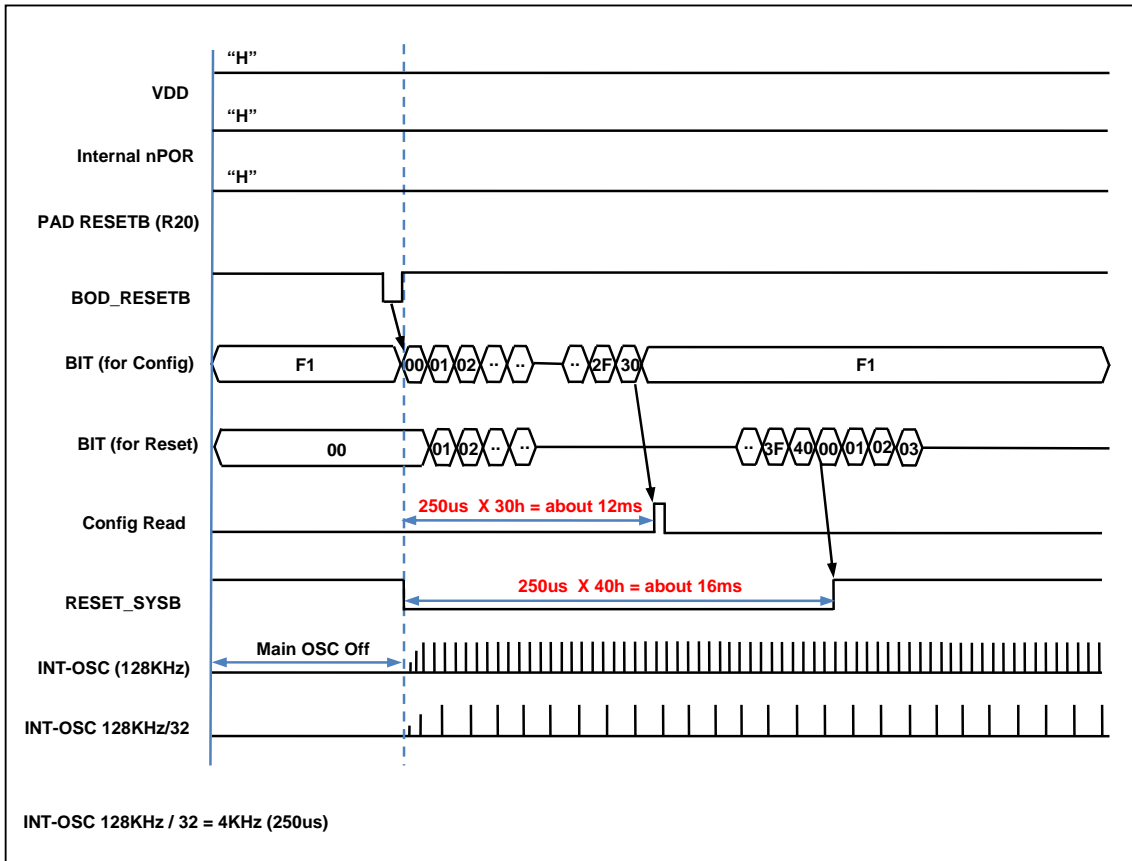 “H”
VDD
“H”
Internal nPOR
“H”
PAD RESETB (R20)
BOD_RESETB
BIT (for Config) F1 00 01 02 ·· ·· ·· 2F 30 F1
BIT (for Reset) 00 01 02 ·· ·· ·· 3F 40 00 01 02 03
250us X 30h = about 12ms
Config Read
250us X 40h = about 16ms
RESET_SYSB
Main OSC Off
INT-OSC (128KHz)
INT-OSC 128KHz/32
INT-OSC 128KHz / 32 = 4KHz (250us)